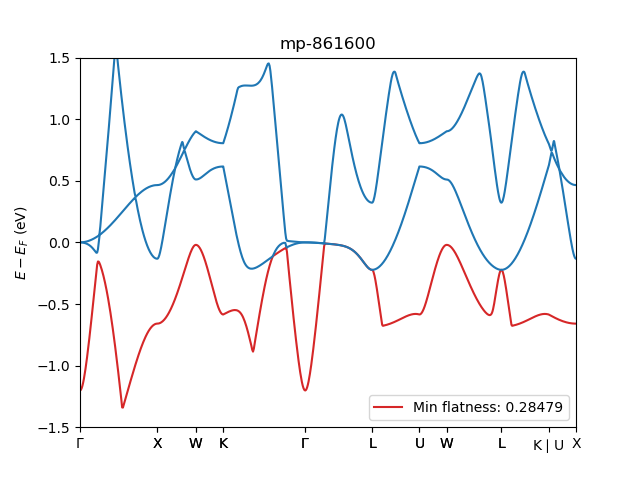 mp-861600
E − E_F (eV)
1.5
1.0
0.5
0.0
−0.5
−1.0
−1.5
Min flatness: 0.28479
Γ X W K Γ L U W L K | U X